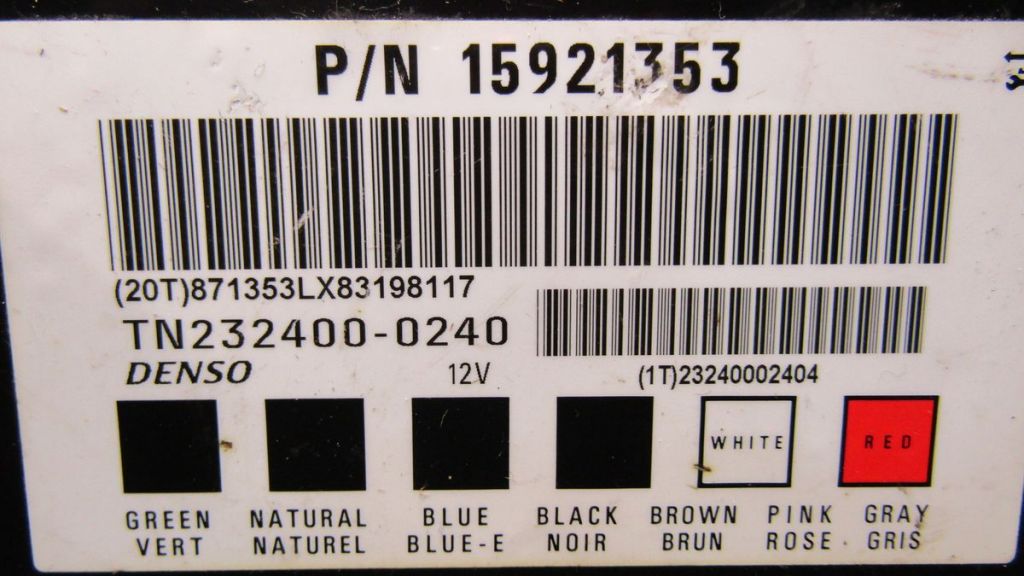 P/N 15921353
(20T)871353LX83198117
TN232400-0240
DENSO 12V
(1T)23240002404
WHITE RED
GREEN NATURAL BLUE BLACK BROWN PINK GRAY
VERT NATUREL BLUE-E NOIR BRUN ROSE GRIS